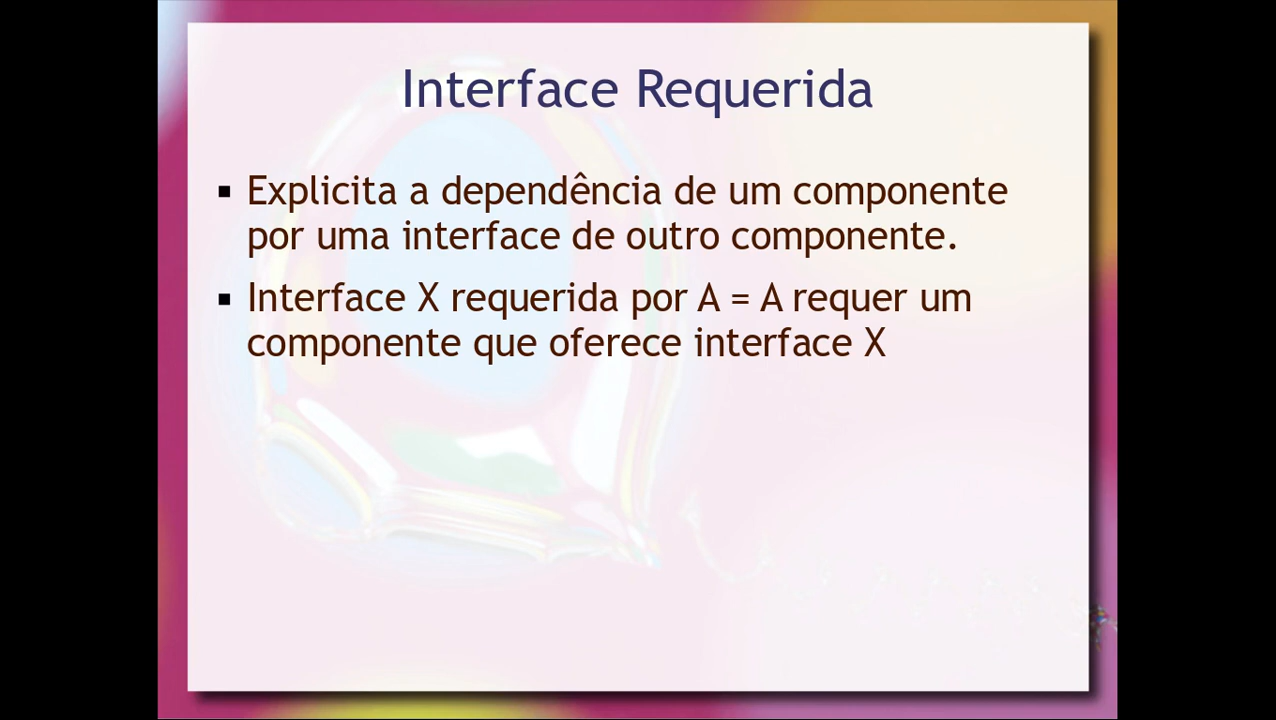 Interface Requerida
▪ Explicita a dependência de um componente
por uma interface de outro componente.
▪ Interface X requerida por A = A requer um
componente que oferece interface X